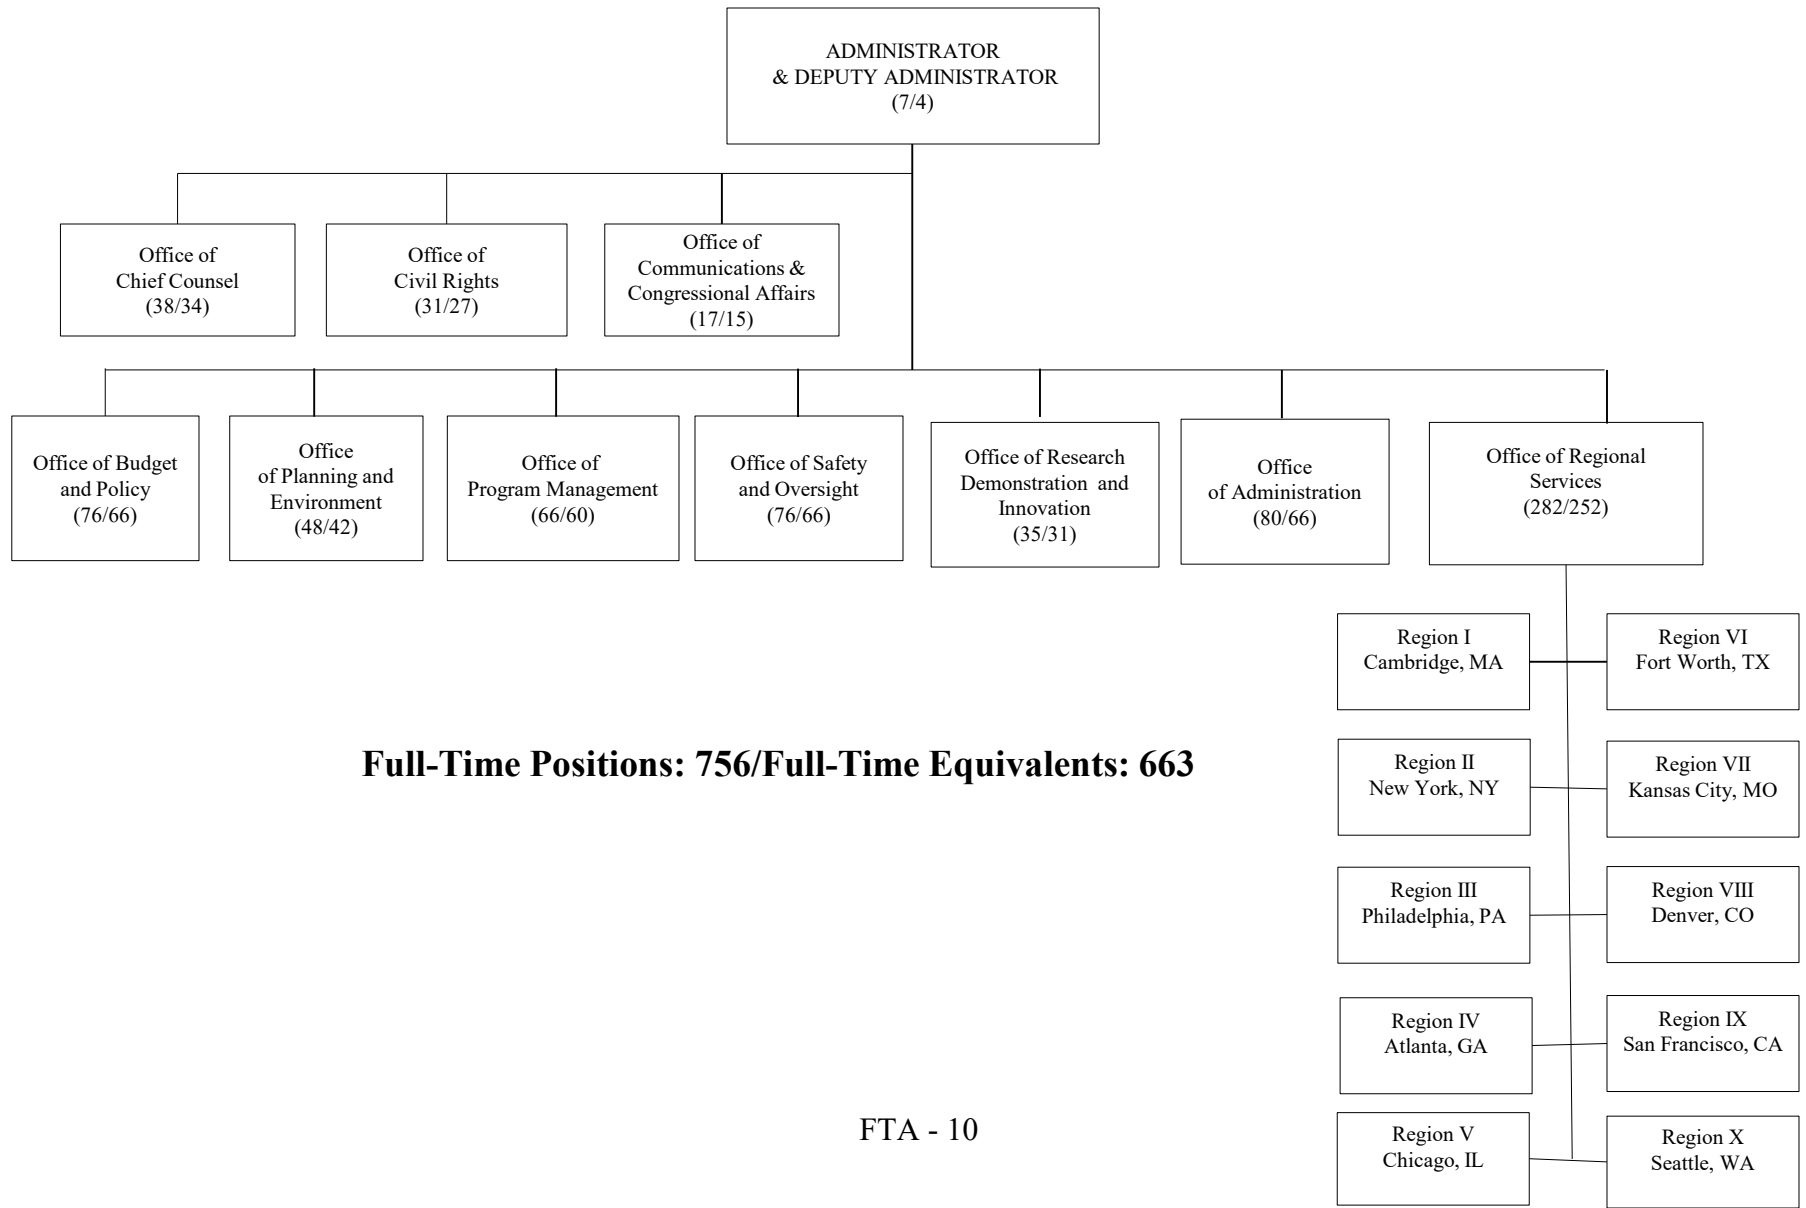 ADMINISTRATOR
& DEPUTY ADMINISTRATOR
(7/4)
Office of
Chief Counsel
(38/34)
Office of
Civil Rights
(31/27)
Office of
Communications &
Congressional Affairs
(17/15)
Office of Budget
and Policy
(76/66)
Office
of Planning and
Environment
(48/42)
Office of
Program Management
(66/60)
Office of Safety
and Oversight
(76/66)
Office of Research
Demonstration and
Innovation
(35/31)
Office
of Administration
(80/66)
Office of Regional
Services
(282/252)
Region I
Cambridge, MA
Region VI
Fort Worth, TX
Region II
New York, NY
Region VII
Kansas City, MO
Region III
Philadelphia, PA
Region VIII
Denver, CO
Region IV
Atlanta, GA
Region IX
San Francisco, CA
Region V
Chicago, IL
Region X
Seattle, WA
Full-Time Positions: 756/Full-Time Equivalents: 663
FTA - 10